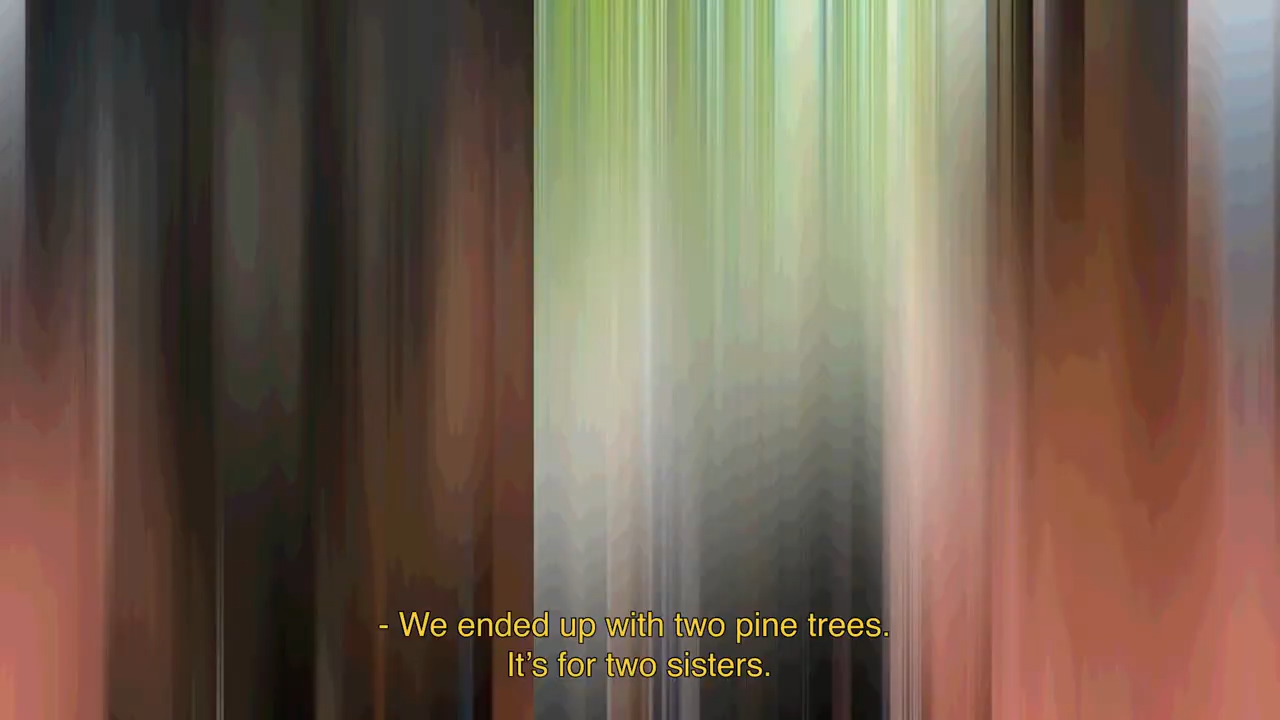 - We ended up with two pine trees.
It’s for two sisters.